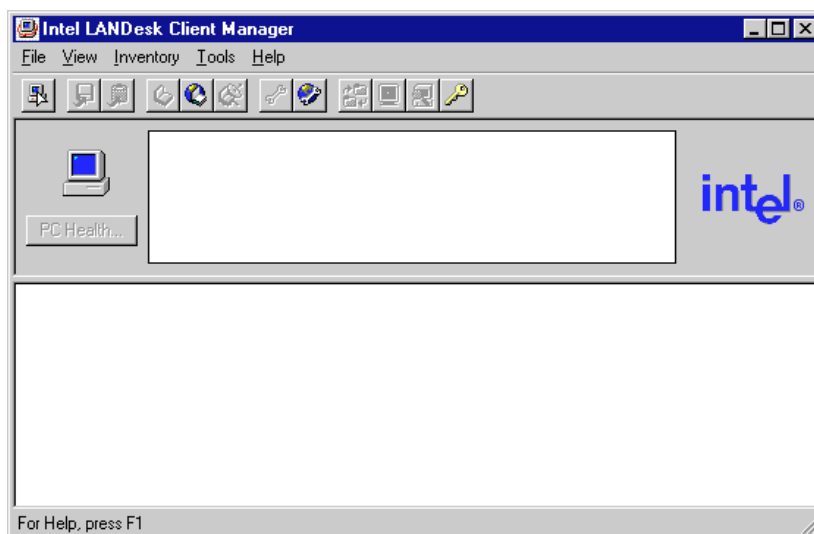 Intel LANDesk Client Manager
File View Inventory Tools Help
PC Health...
intel®
For Help, press F1